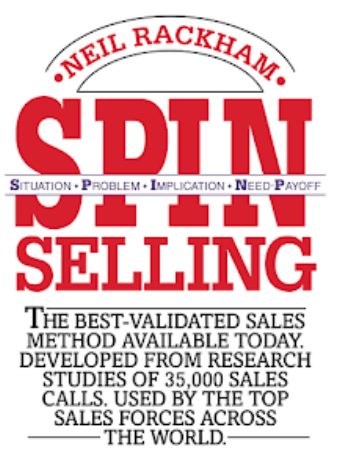 •NEIL RACKHAM•
SPIN
SITUATION • PROBLEM • IMPLICATION • NEED-PAYOFF
SELLING
THE BEST-VALIDATED SALES
METHOD AVAILABLE TODAY.
DEVELOPED FROM RESEARCH
STUDIES OF 35,000 SALES
CALLS. USED BY THE TOP
SALES FORCES ACROSS
THE WORLD.